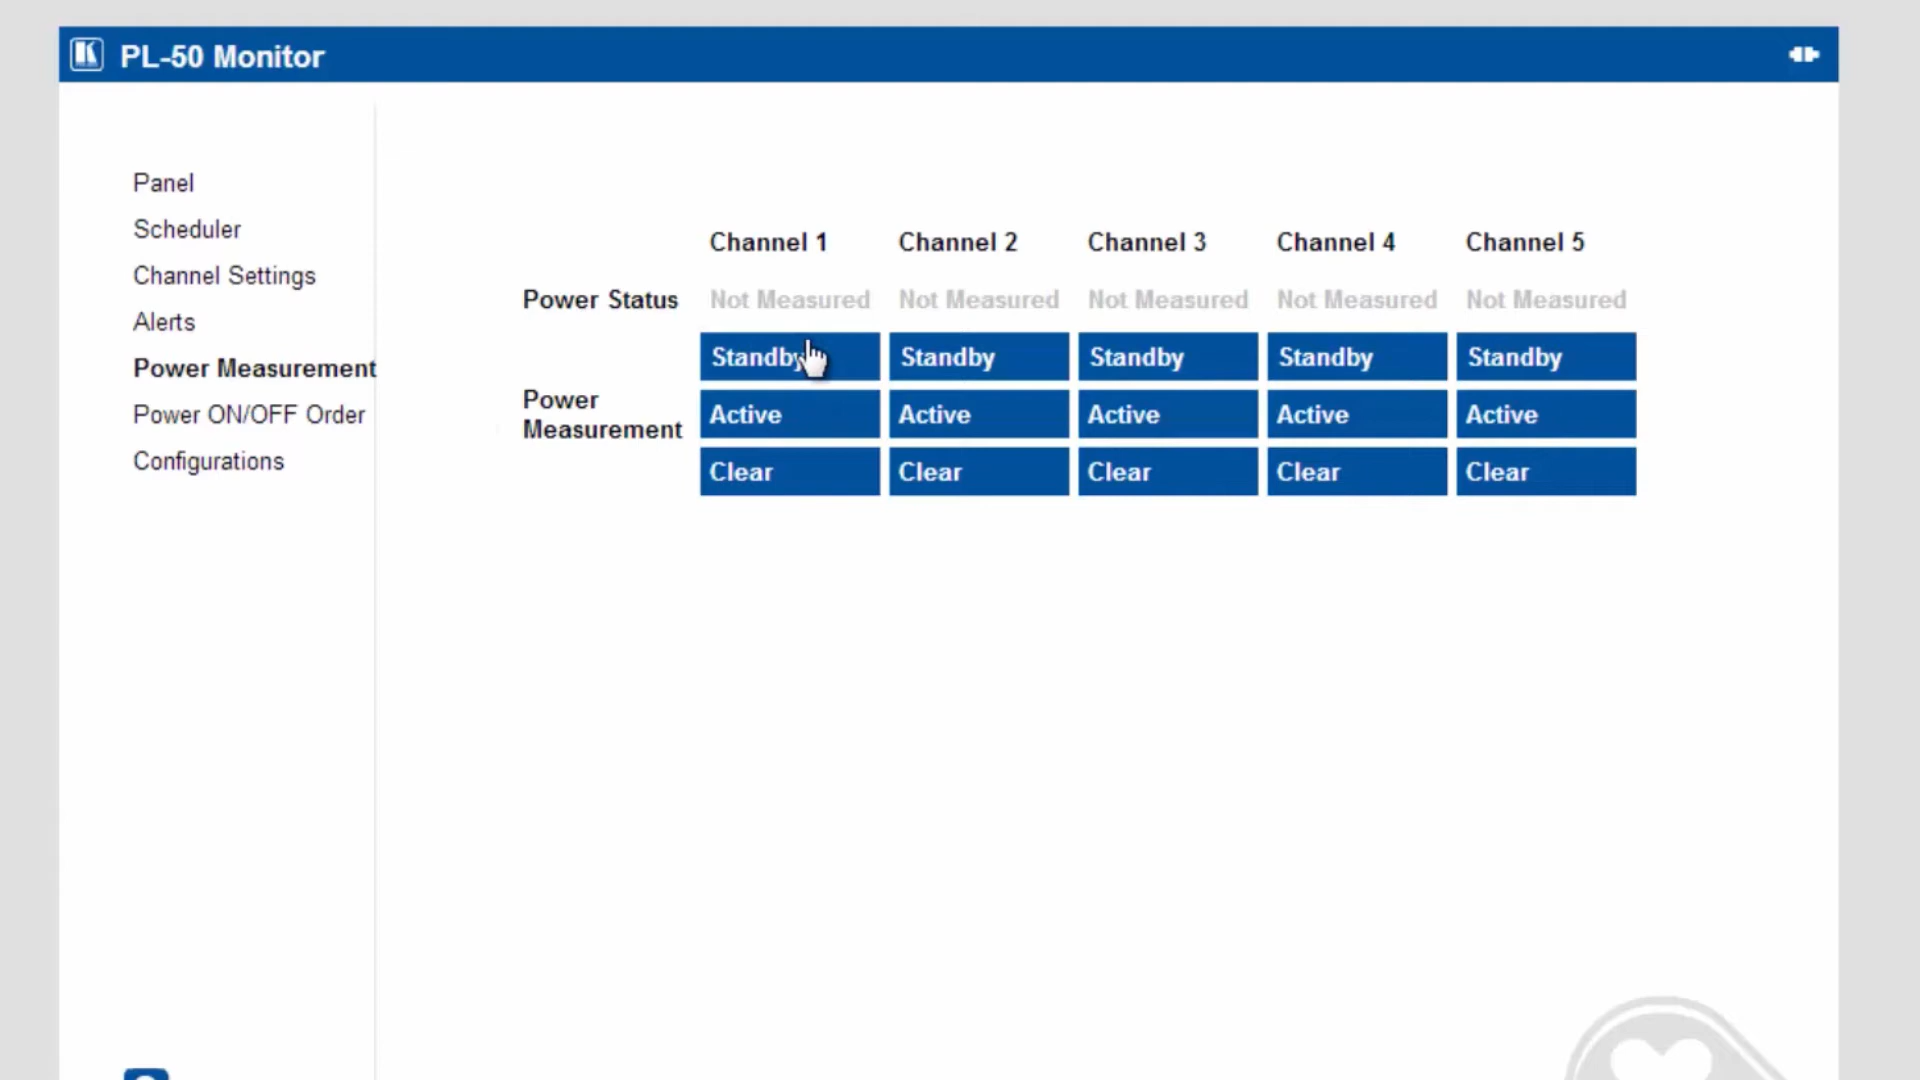 PL-50 Monitor
Panel
Scheduler
Channel Settings
Alerts
Power Measurement
Power ON/OFF Order
Configurations
Channel 1 Channel 2 Channel 3 Channel 4 Channel 5
Power Status Not Measured Not Measured Not Measured Not Measured Not Measured
Standby Standby Standby Standby Standby
Power
Measurement
Active Active Active Active Active
Clear Clear Clear Clear Clear